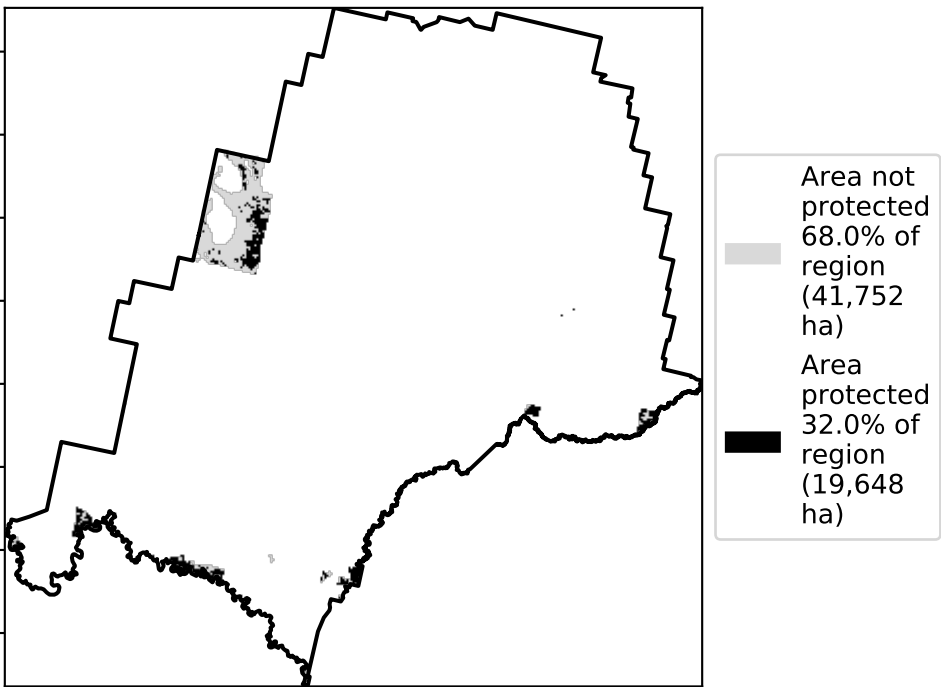 Area not
protected
68.0% of
region
(41,752
ha)
Area
protected
32.0% of
region
(19,648
ha)